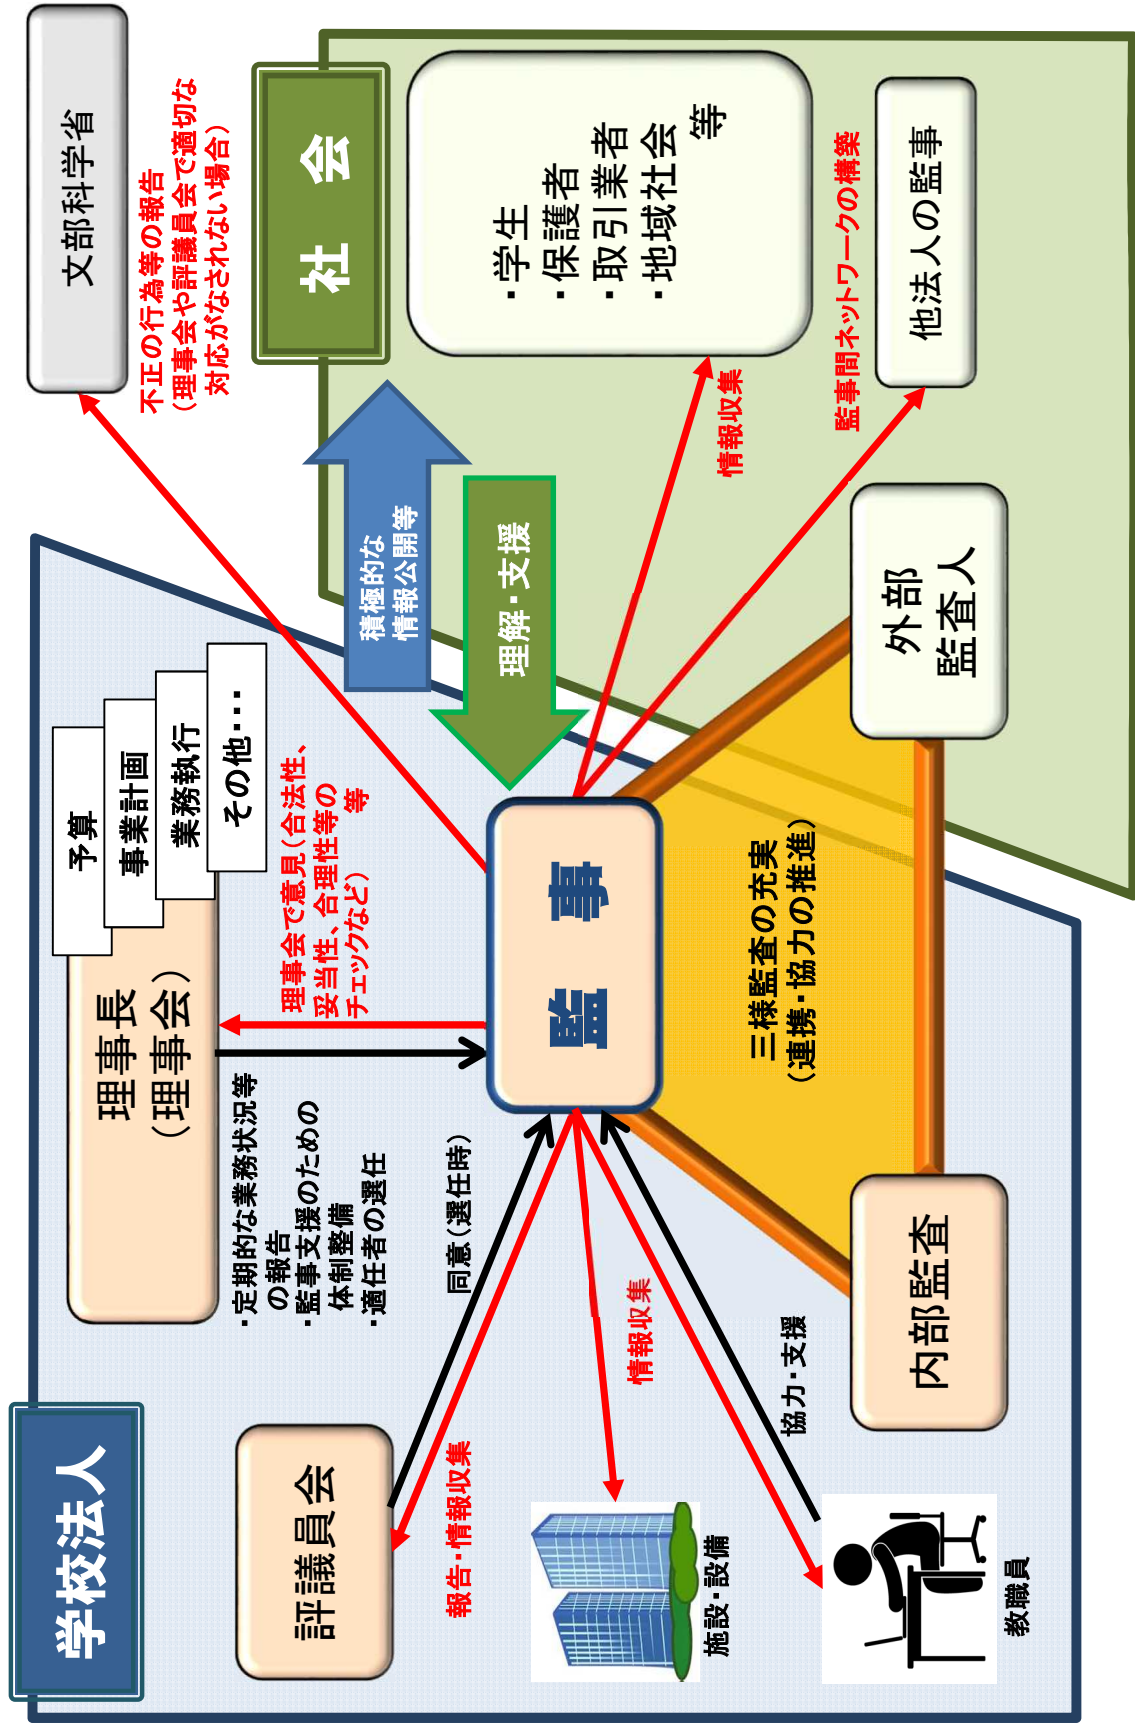 学校法人
理事長
（理事会）
予算
事業計画
業務執行
その他・・・
文部科学省
不正の行為等の報告
（理事会や評議員会で適切な
対応がなされない場合）
社　会
・学生
・保護者
・取引業者
・地域社会
等
積極的な
情報公開等
理解・支援
理事会で意見（合法性、
妥当性、合理性等の
チェックなど）　等
・定期的な業務状況等
の報告
・監事支援のための
体制整備
・適任者の選任
評議員会
同意（選任時）
報告・情報収集
監　事
情報収集
監事間ネットワークの構築
他法人の監事
施設・設備
情報収集
協力・支援
教職員
三様監査の充実
（連携・協力の推進）
内部監査
外部
監査人